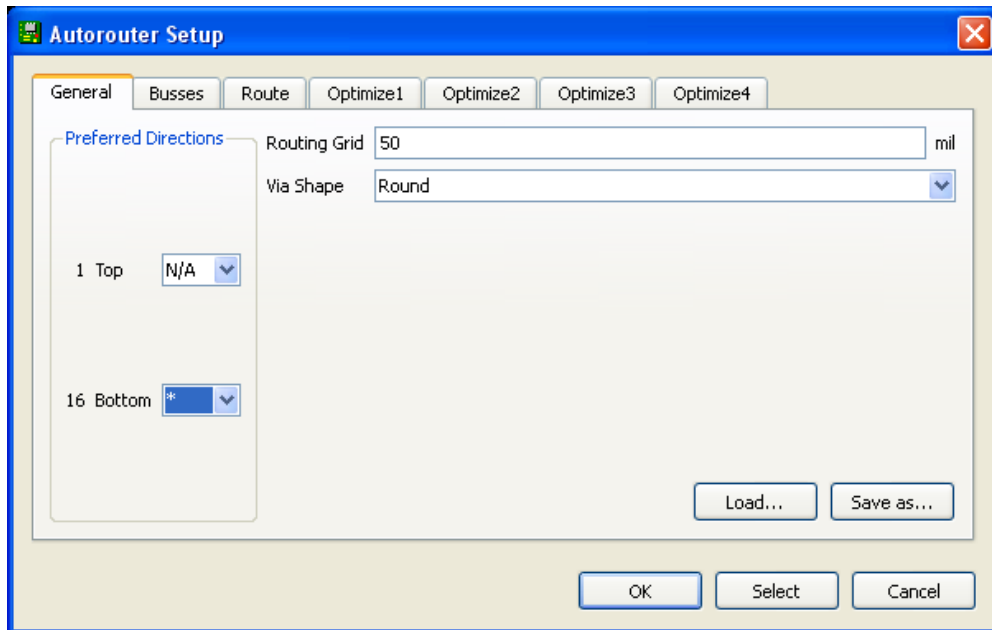 Autorouter Setup
General Busses Route Optimize1 Optimize2 Optimize3 Optimize4
Preferred Directions
Routing Grid 50 mil
Via Shape Round
1 Top N/A
16 Bottom *
Load... Save as...
OK Select Cancel